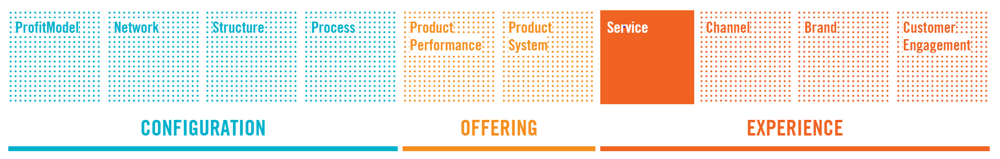 ProfitModel
Network
Structure
Process
Product
Performance
Product
System
Service
Channel
Brand
Customer
Engagement
CONFIGURATION
OFFERING
EXPERIENCE